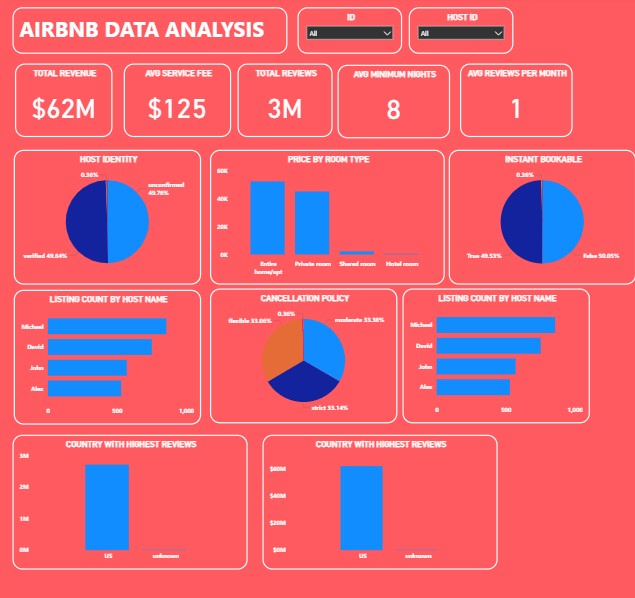 AIRBNB DATA ANALYSIS
ID
All
HOST ID
All
TOTAL REVENUE
$62M
AVG SERVICE FEE
$125
TOTAL REVIEWS
3M
AVG MINIMUM NIGHTS
8
AVG REVIEWS PER MONTH
1
HOST IDENTITY
0.36%
unconfirmed
49.76%
verified 49.64%
PRICE BY ROOM TYPE
60K
40K
20K
0K
Entire
home/apt
Private room
Shared room
Hotel room
INSTANT BOOKABLE
0.36%
True 49.53%
False 50.05%
LISTING COUNT BY HOST NAME
Michael
David
John
Alex
0
500
1,000
CANCELLATION POLICY
0.36%
flexible 33.06%
moderate 33.38%
strict 33.14%
LISTING COUNT BY HOST NAME
Michael
David
John
Alex
0
500
1,000
COUNTRY WITH HIGHEST REVIEWS
3M
2M
1M
0M
US
unknown
COUNTRY WITH HIGHEST REVIEWS
$60M
$40M
$20M
$0M
US
unknown